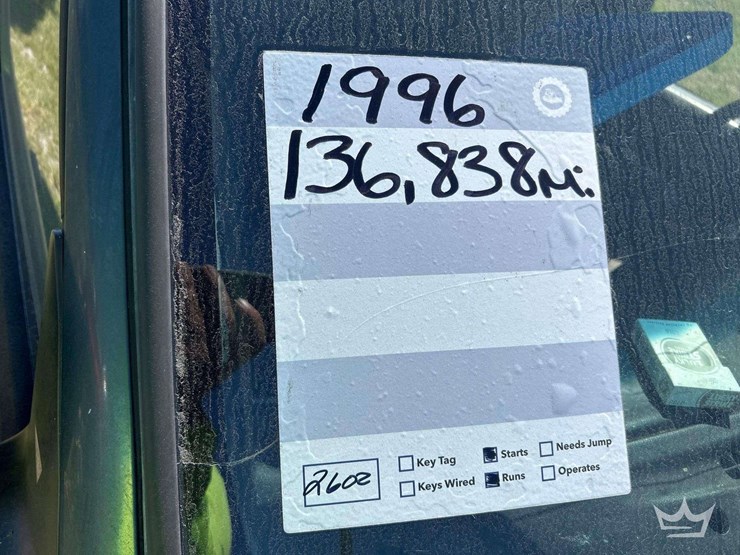 1996
136,838mi.
Key Tag Starts Needs Jump
2602 Keys Wired Runs Operates